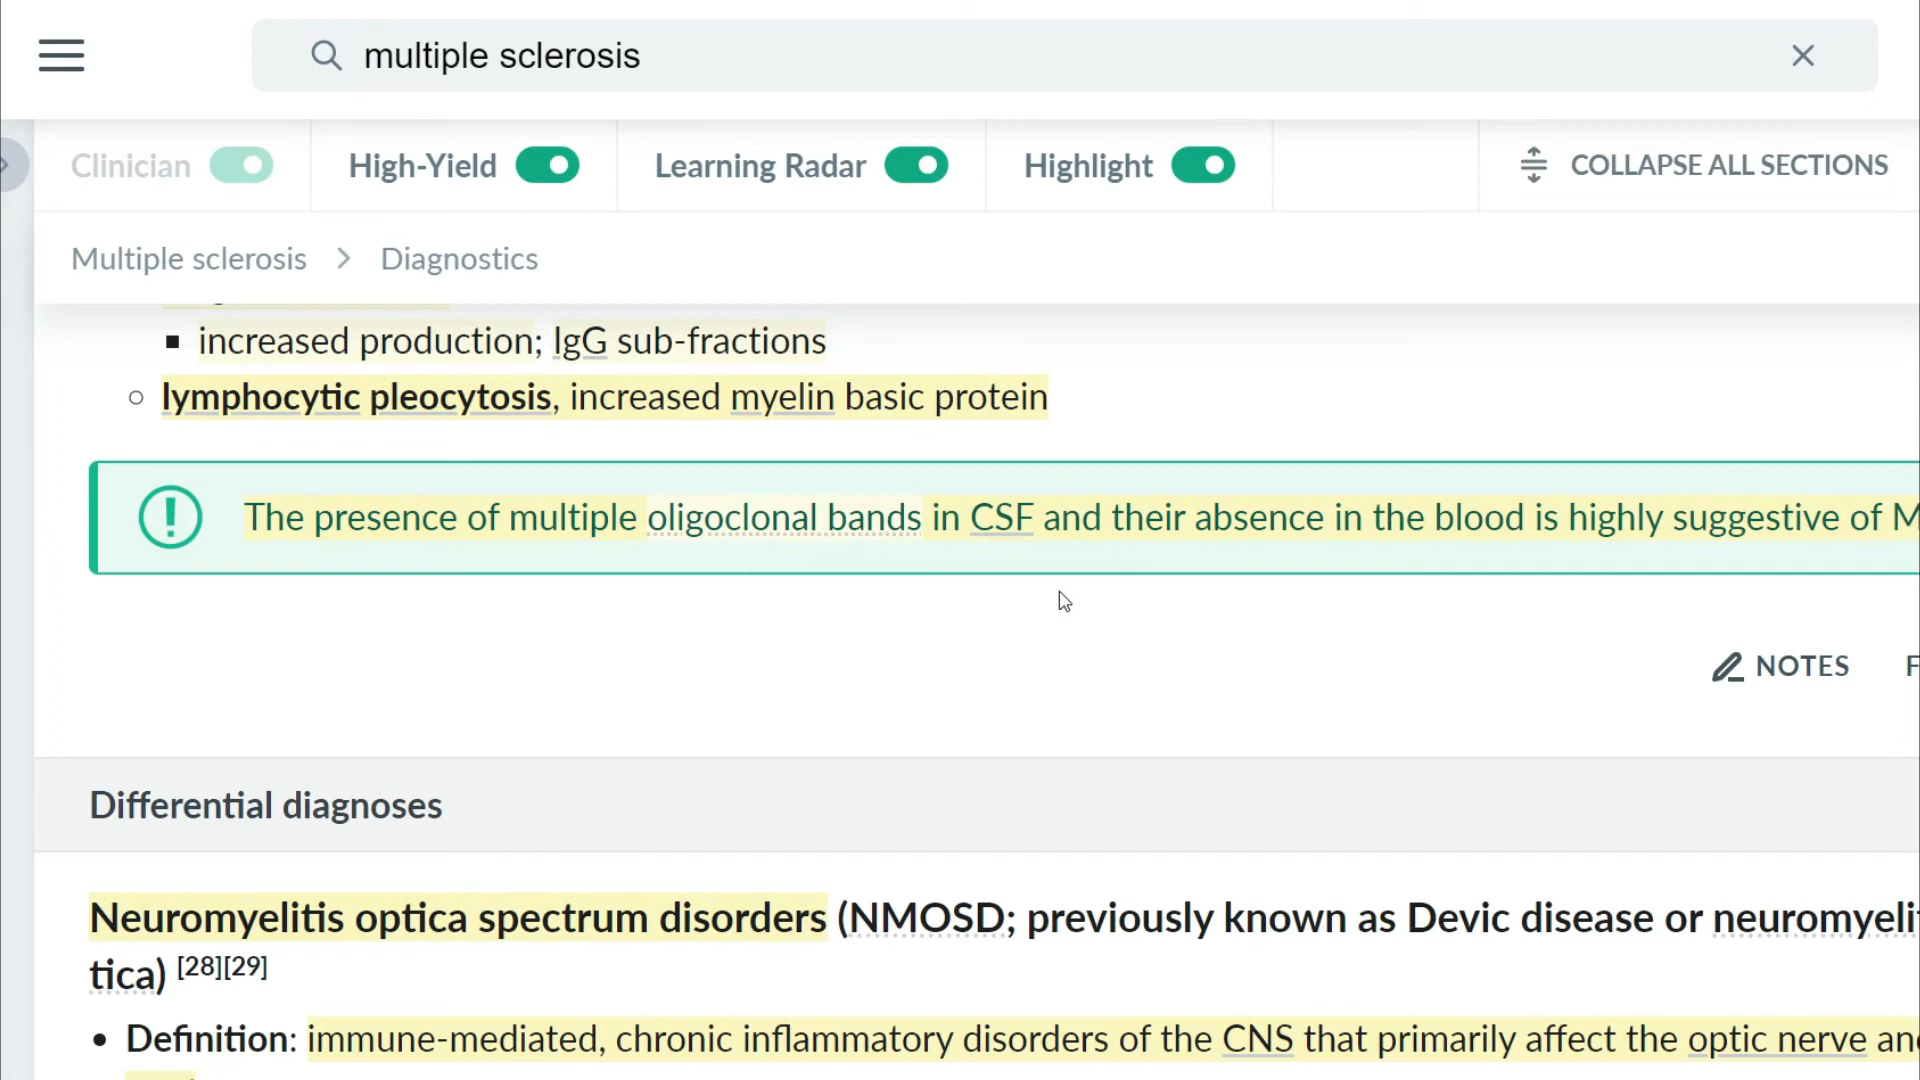 multiple sclerosis
Clinician High-Yield Learning Radar Highlight COLLAPSE ALL SECTIONS
Multiple sclerosis > Diagnostics
increased production; IgG sub-fractions
lymphocytic pleocytosis, increased myelin basic protein
The presence of multiple oligoclonal bands in CSF and their absence in the blood is highly suggestive of M
NOTES F
Differential diagnoses
Neuromyelitis optica spectrum disorders (NMOSD; previously known as Devic disease or neuromyelit
tica) [28][29]
Definition: immune-mediated, chronic inflammatory disorders of the CNS that primarily affect the optic nerve and